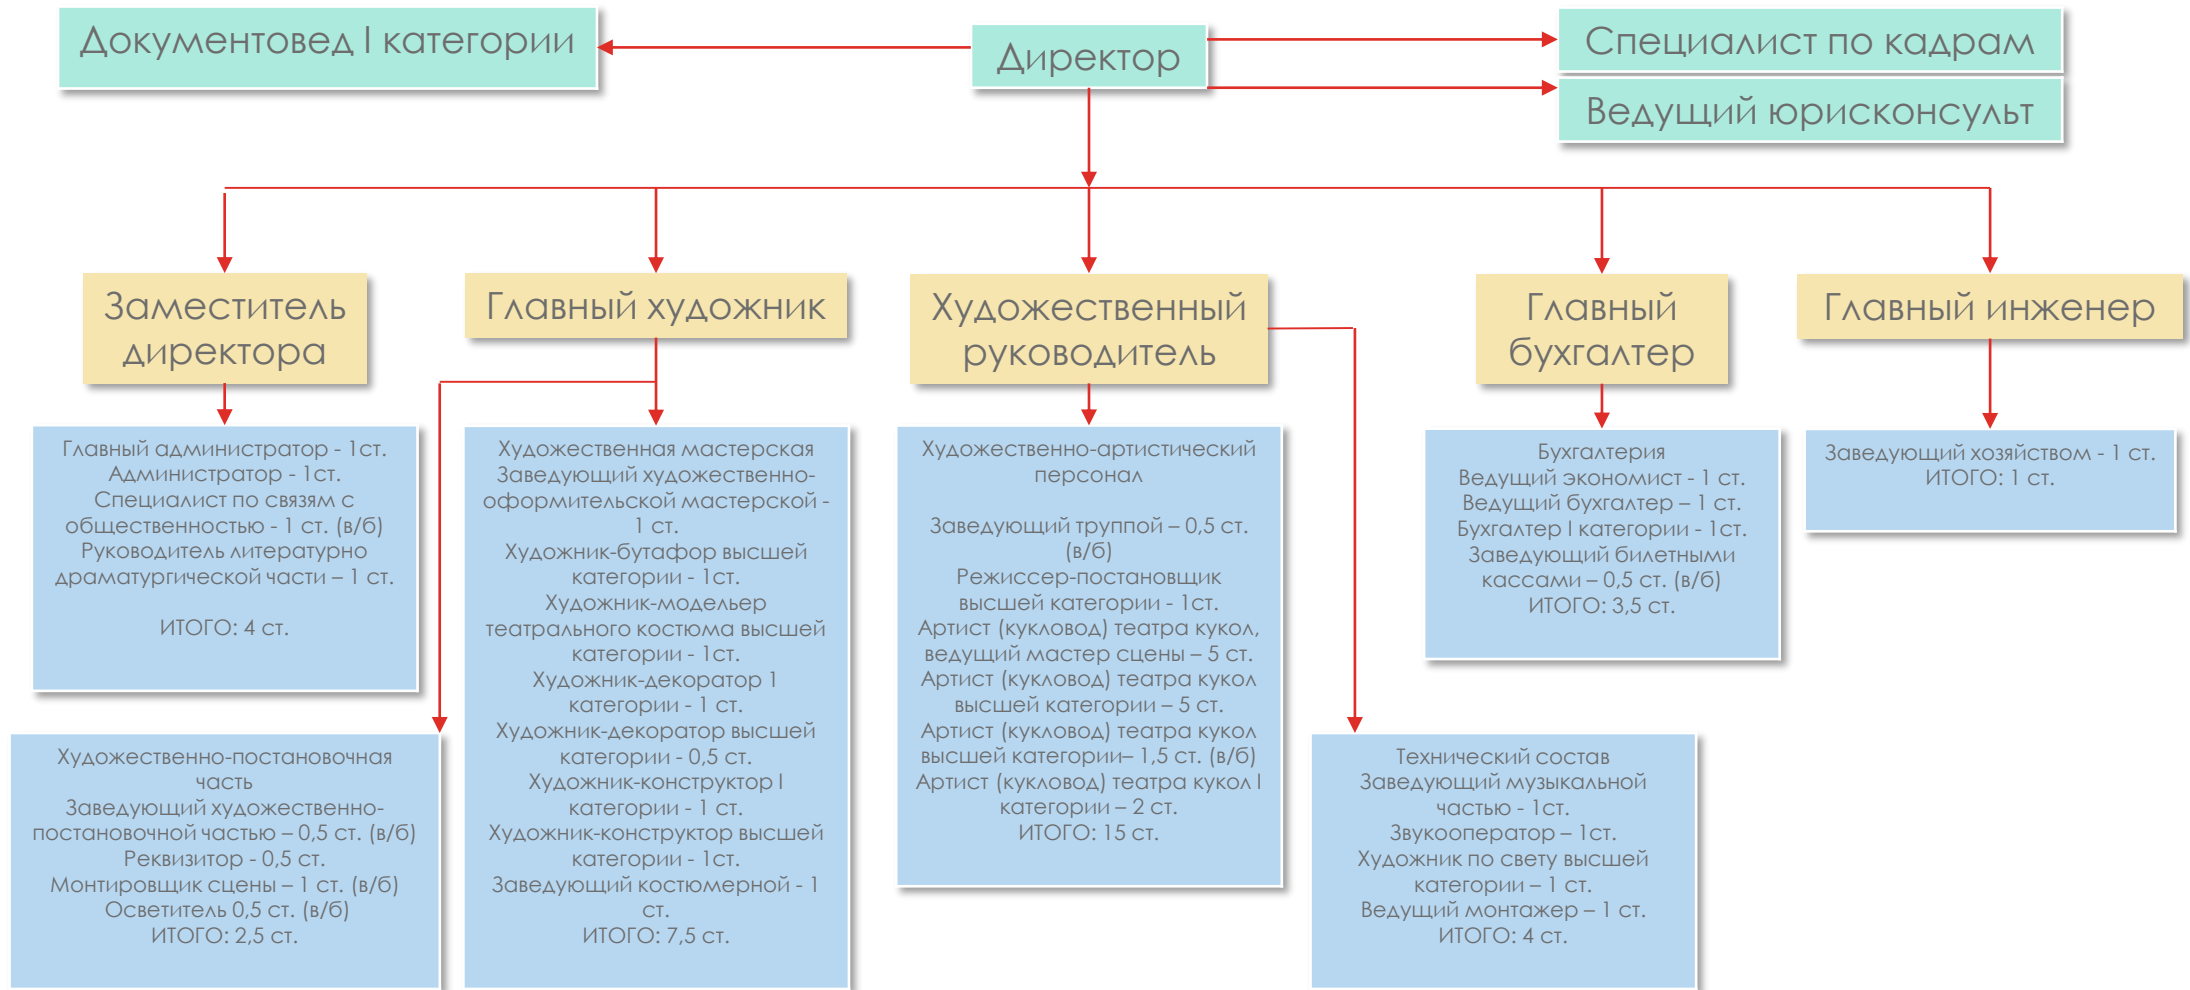 Документовед I категории
Директор
Специалист по кадрам
Ведущий юрисконсульт
Заместитель
директора
Главный художник
Художественный
руководитель
Главный
бухгалтер
Главный инженер
Главный администратор - 1ст.
Администратор - 1ст.
Специалист по связям с
общественностью - 1 ст. (в/б)
Руководитель литературно
драматургической части – 1 ст.
ИТОГО: 4 ст.
Художественно-постановочная
часть
Заведующий художественно-
постановочной частью – 0,5 ст. (в/б)
Реквизитор - 0,5 ст.
Монтировщик сцены – 1 ст. (в/б)
Осветитель 0,5 ст. (в/б)
ИТОГО: 2,5 ст.
Художественная мастерская
Заведующий художественно-
оформительской мастерской -
1 ст.
Художник-бутафор высшей
категории - 1ст.
Художник-модельер
театрального костюма высшей
категории - 1ст.
Художник-декоратор 1
категории - 1 ст.
Художник-декоратор высшей
категории - 0,5 ст.
Художник-конструктор I
категории - 1 ст.
Художник-конструктор высшей
категории - 1ст.
Заведующий костюмерной - 1
ст.
ИТОГО: 7,5 ст.
Художественно-артистический
персонал
Заведующий труппой – 0,5 ст.
(в/б)
Режиссер-постановщик
высшей категории - 1ст.
Артист (кукловод) театра кукол,
ведущий мастер сцены – 5 ст.
Артист (кукловод) театра кукол
высшей категории – 5 ст.
Артист (кукловод) театра кукол
высшей категории– 1,5 ст. (в/б)
Артист (кукловод) театра кукол I
категории – 2 ст.
ИТОГО: 15 ст.
Технический состав
Заведующий музыкальной
частью - 1ст.
Звукооператор – 1ст.
Художник по свету высшей
категории – 1 ст.
Ведущий монтажер – 1 ст.
ИТОГО: 4 ст.
Бухгалтерия
Ведущий экономист - 1 ст.
Ведущий бухгалтер – 1 ст.
Бухгалтер I категории - 1ст.
Заведующий билетными
кассами – 0,5 ст. (в/б)
ИТОГО: 3,5 ст.
Заведующий хозяйством - 1 ст.
ИТОГО: 1 ст.